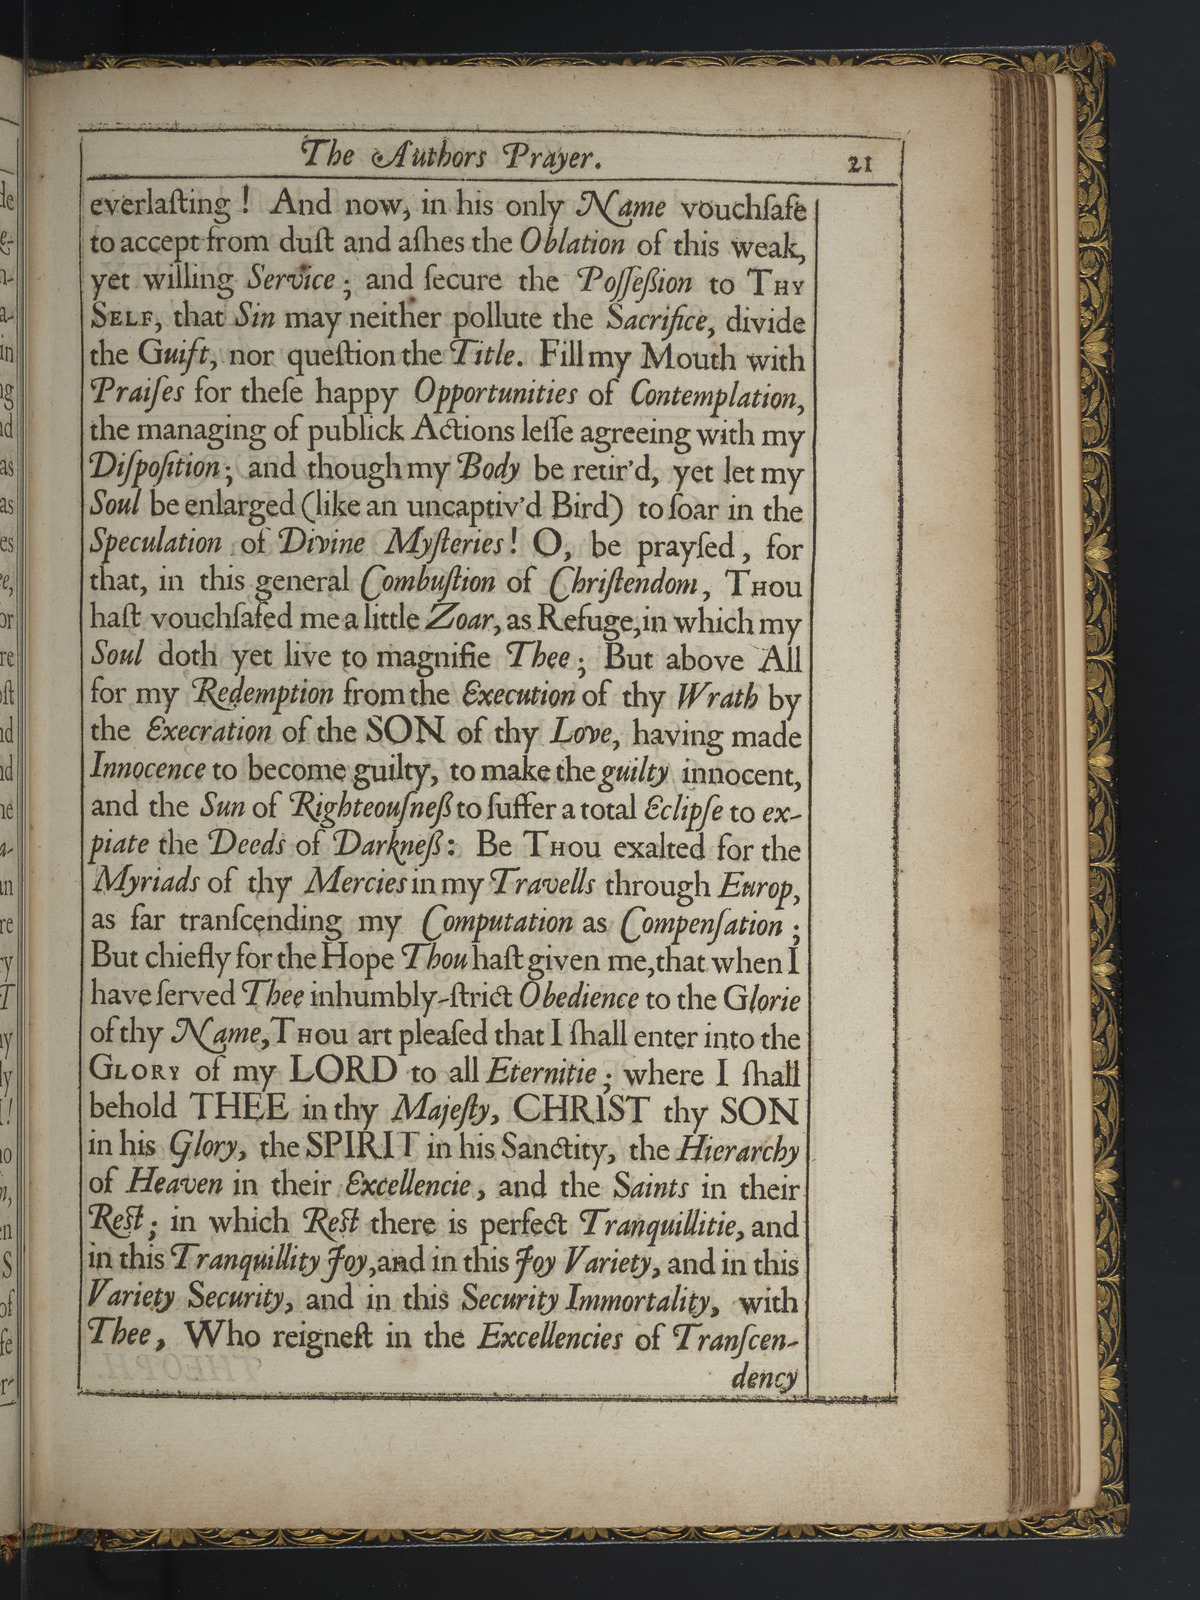 The Authors Prayer. 21
everlaſting ! And now, in his only Name vouchſafe
to accept from duſt and aſhes the Oblation of this weak,
yet willing Service ; and ſecure the Poſſeßion to THY
SELF, that Sin may neither pollute the Sacrifice, divide
the Guift, nor queſtion the Title. Fill my Mouth with
Praiſes for theſe happy Opportunities of Contemplation,
the managing of publick Actions leſſe agreeing with my
Diſpoſition ; and though my Body be retir'd, yet let my
Soul be enlarged (like an uncaptiv'd Bird) to ſoar in the
Speculation of Divine Myſteries ! O, be prayſed, for
that, in this general Combuſtion of Chriſtendom, THOU
haſt vouchſafed me a little Zoar, as Refuge, in which my
Soul doth yet live to magnifie Thee ; But above All
for my Redemption from the Execution of thy Wrath by
the Execration of the SON of thy Love, having made
Innocence to become guilty, to make the guilty innocent,
and the Sun of Righteouſneß to ſuffer a total Eclipſe to ex-
piate the Deeds of Darkneß : Be THOU exalted for the
Myriads of thy Mercies in my Travells through Europ,
as far tranſcending my Computation as Compenſation ;
But chiefly for the Hope Thou haſt given me, that when I
have ſerved Thee in humbly-ſtrict Obedience to the Glorie
of thy Name, THOU art pleaſed that I ſhall enter into the
GLORY of my LORD to all Eternitie ; where I ſhall
behold THEE in thy Majeſty, CHRIST thy SON
in his Glory, the SPIRIT in his Sanctity, the Hierarchy
of Heaven in their Excellencie, and the Saints in their
Reſt ; in which Reſt there is perfect Tranquillitie, and
in this Tranquillity Joy, and in this Joy Variety, and in this
Variety Security, and in this Security Immortality, with
Thee, Who reigneſt in the Excellencies of Tranſcen-
dency